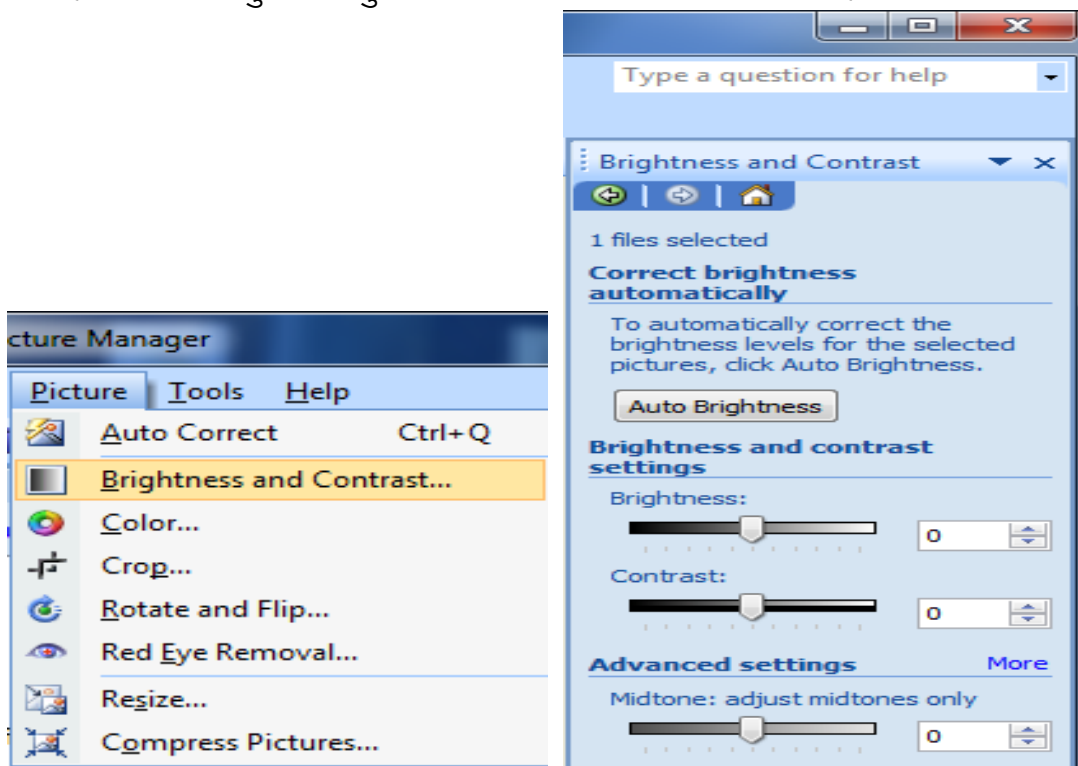 cture Manager
Picture Tools Help
Auto Correct Ctrl+Q
Brightness and Contrast...
Color...
Crop...
Rotate and Flip...
Red Eye Removal...
Resize...
Compress Pictures...
Type a question for help
Brightness and Contrast
1 files selected
Correct brightness
automatically
To automatically correct the
brightness levels for the selected
pictures, click Auto Brightness.
Auto Brightness
Brightness and contrast
settings
Brightness:
0
Contrast:
0
Advanced settings More
Midtone: adjust midtones only
0